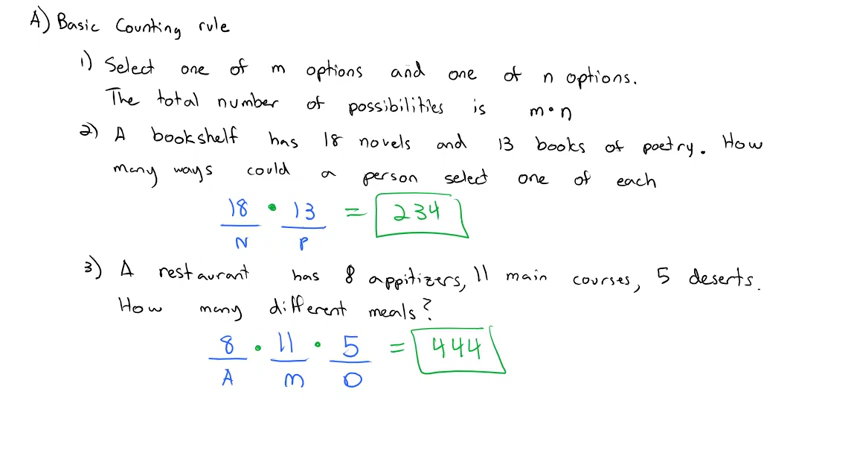 A) Basic Counting rule
1) Select one of m options and one of n options.
The total number of possibilities is m•n
2) A bookshelf has 18 novels and 13 books of poetry. How
many ways could a person select one of each
18 • 13 = 234
N P
3) A restaurant has 8 appitizers, 11 main courses, 5 deserts.
How many different meals?
8 • 11 • 5 = 444
A M D